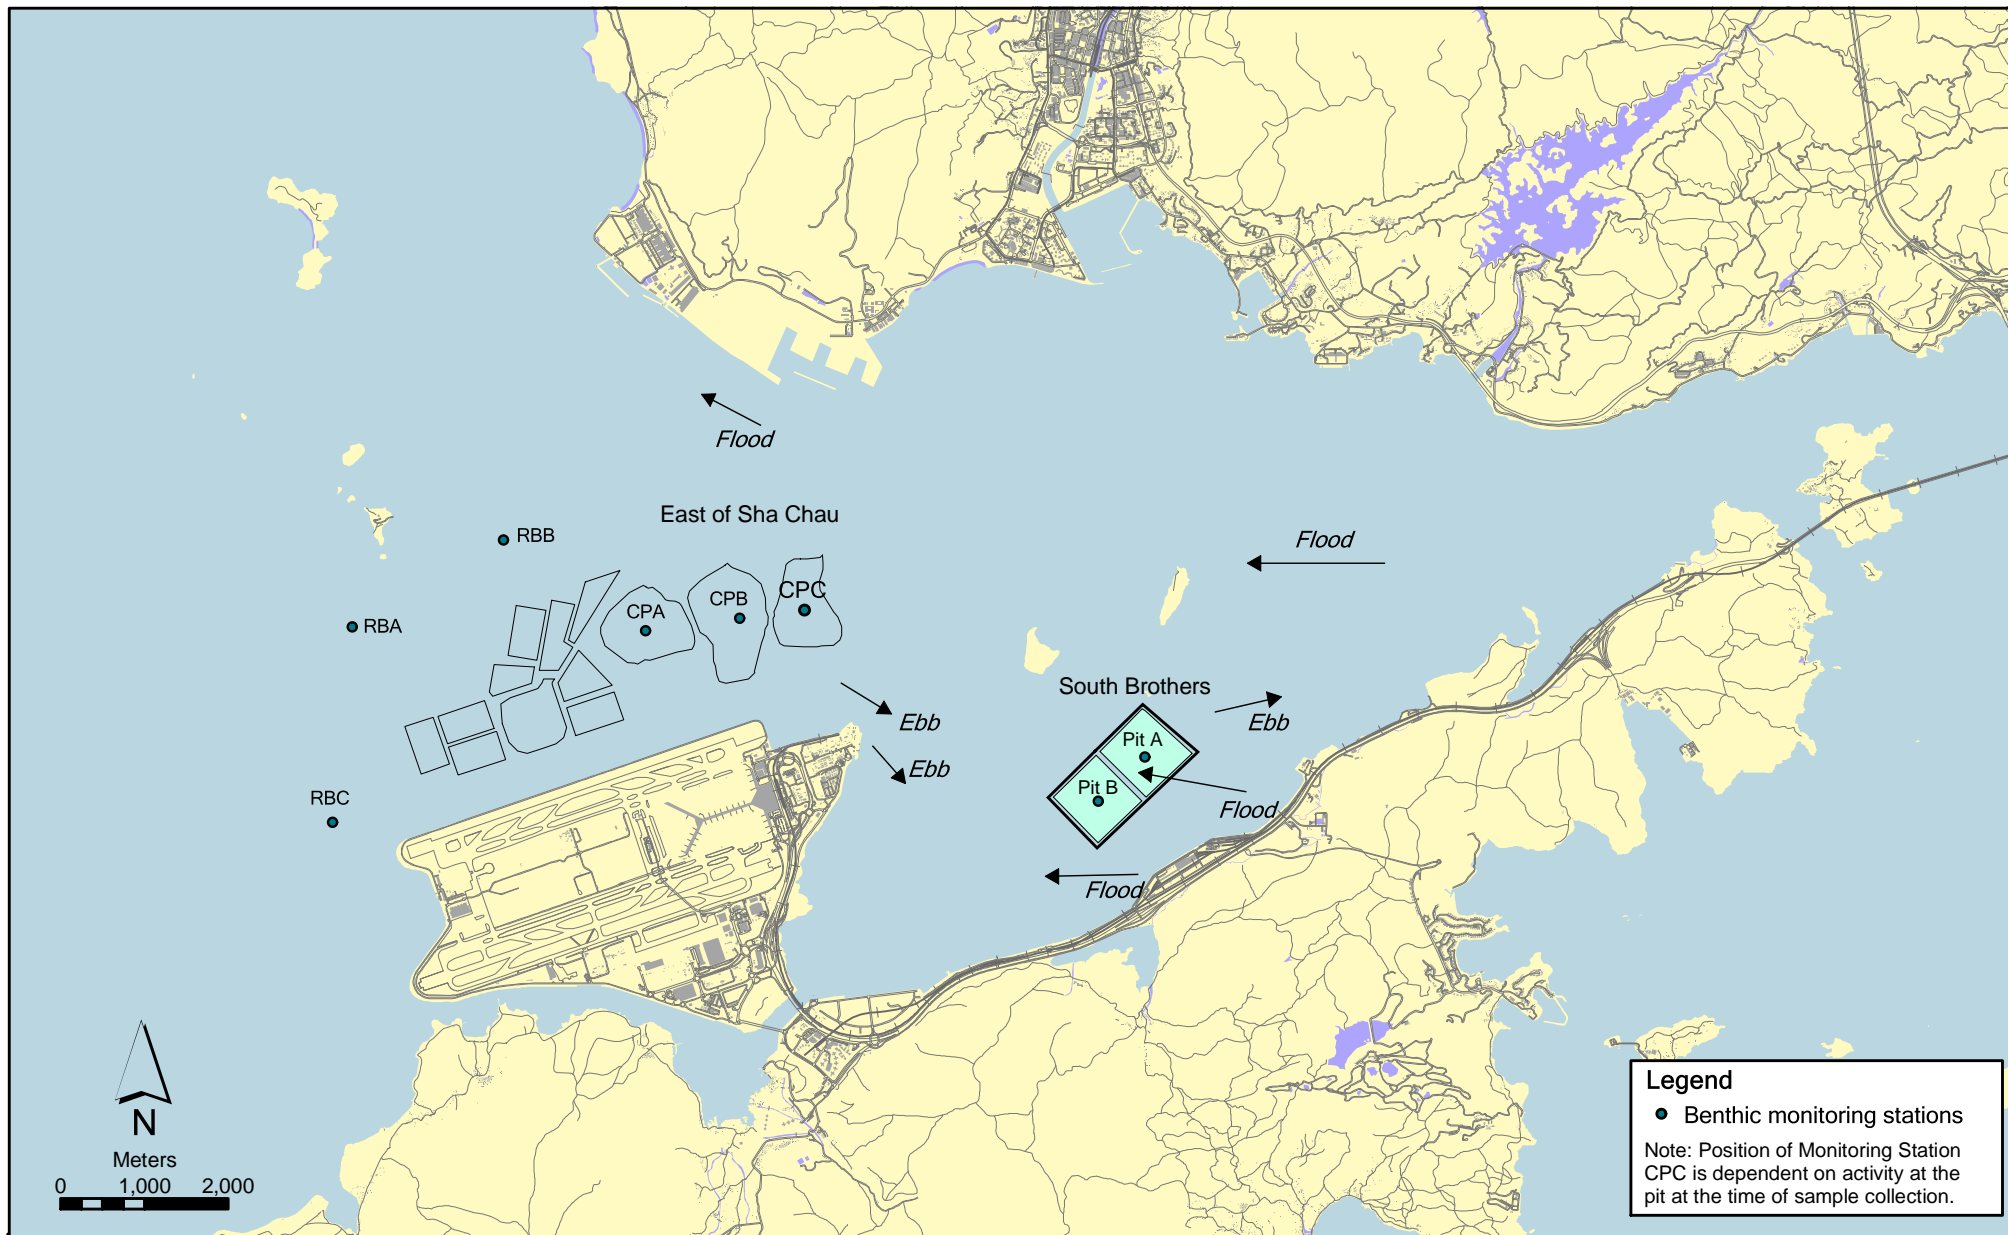 Flood
East of Sha Chau
RBB
Flood
CPA
CPB
CPC
RBA
South Brothers
Ebb
Ebb
Ebb
Pit A
Pit B
Flood
RBC
Flood
N
Meters
0 1,000 2,000
Legend
Benthic monitoring stations
Note: Position of Monitoring Station
CPC is dependent on activity at the
pit at the time of sample collection.